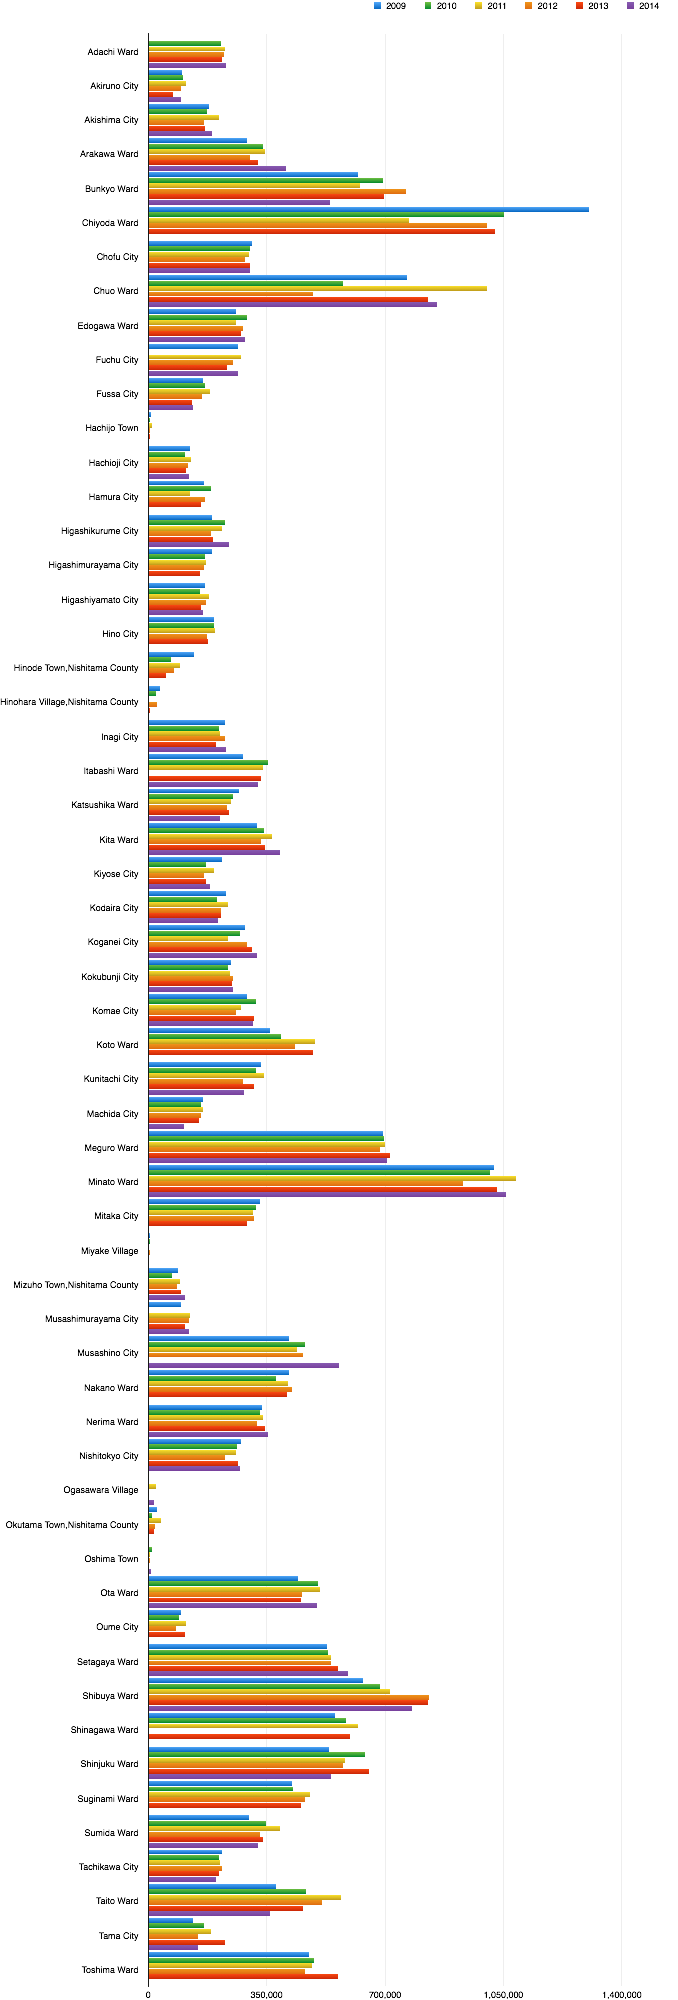 2009 2010 2011 2012 2013 2014
Adachi Ward
Akiruno City
Akishima City
Arakawa Ward
Bunkyo Ward
Chiyoda Ward
Chofu City
Chuo Ward
Edogawa Ward
Fuchu City
Fussa City
Hachijo Town
Hachioji City
Hamura City
Higashikurume City
Higashimurayama City
Higashiyamato City
Hino City
Hinode Town,Nishitama County
Hinohara Village,Nishitama County
Inagi City
Itabashi Ward
Katsushika Ward
Kita Ward
Kiyose City
Kodaira City
Koganei City
Kokubunji City
Komae City
Koto Ward
Kunitachi City
Machida City
Meguro Ward
Minato Ward
Mitaka City
Miyake Village
Mizuho Town,Nishitama County
Musashimurayama City
Musashino City
Nakano Ward
Nerima Ward
Nishitokyo City
Ogasawara Village
Okutama Town,Nishitama County
Oshima Town
Ota Ward
Oume City
Setagaya Ward
Shibuya Ward
Shinagawa Ward
Shinjuku Ward
Suginami Ward
Sumida Ward
Tachikawa City
Taito Ward
Tama City
Toshima Ward
0 350,000 700,000 1,050,000 1,400,000